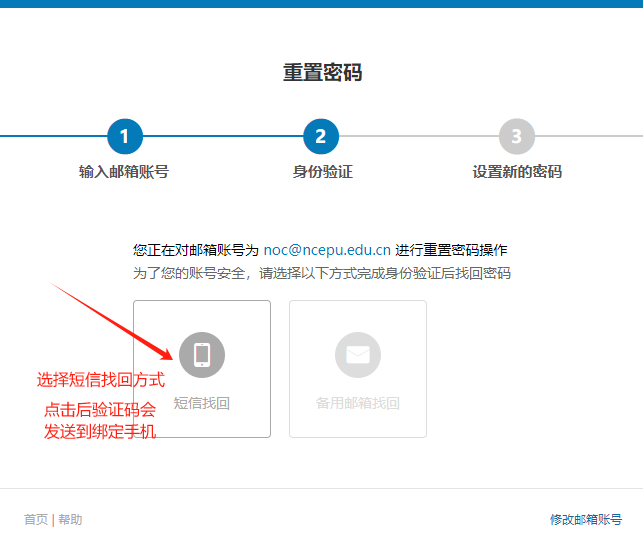 重置密码
1
2
3
输入邮箱账号
身份验证
设置新的密码
您正在对邮箱账号为 noc@ncepu.edu.cn 进行重置密码操作
为了您的账号安全，请选择以下方式完成身份验证后找回密码
选择短信找回方式
点击后验证码会
发送到绑定手机
短信找回
备用邮箱找回
首页 | 帮助
修改邮箱账号